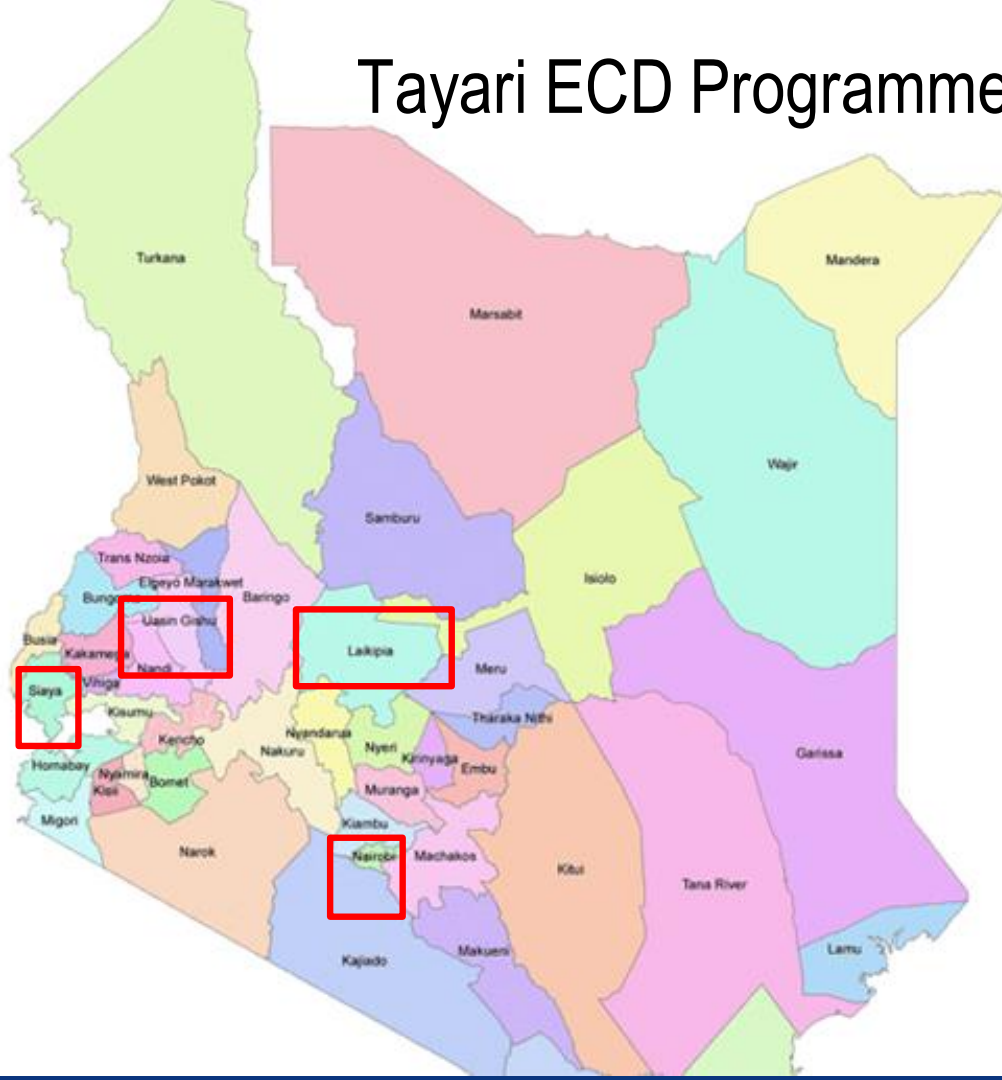 Tayari ECD Programme
Turkana
Mandera
Marsabit
Wajir
West Pokot
Samburu
Trans Nzoia
Isiolo
Elgeyo Marakwet
Bungoma
Baringo
Uasin Gishu
Busia
Kakamega
Laikipia
Nandi
Meru
Vihiga
Siaya
Kisumu
Tharaka Nithi
Nyandarua
Kericho
Nyeri
Nakuru
Garissa
Kirinyaga
Homabay
Embu
Nyamira
Bomet
Kisii
Muranga
Migori
Kiambu
Narok
Nairobi
Machakos
Kitui
Tana River
Lamu
Makueni
Kajiado